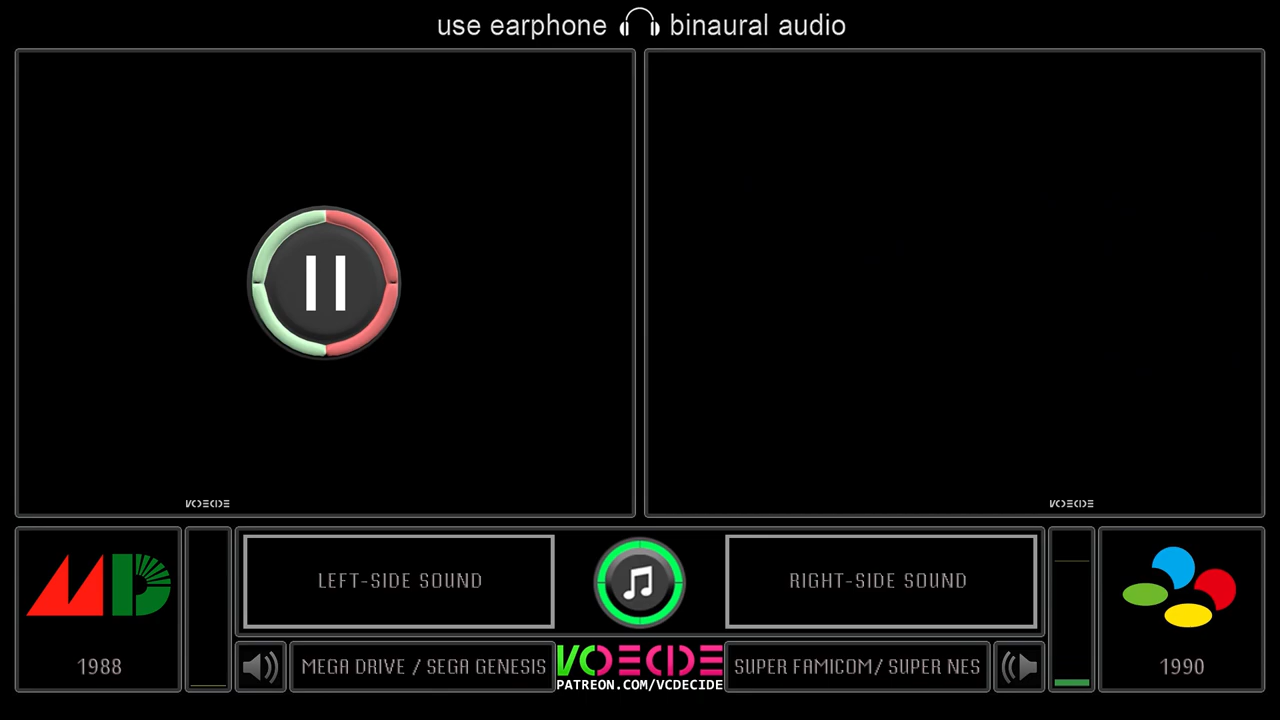 use earphone binaural audio
VCDECIDE
VCDECIDE
MD
LEFT-SIDE SOUND
RIGHT-SIDE SOUND
1988
MEGA DRIVE / SEGA GENESIS
VCDECIDE
PATREON.COM/VCDECIDE
SUPER FAMICOM/ SUPER NES
1990